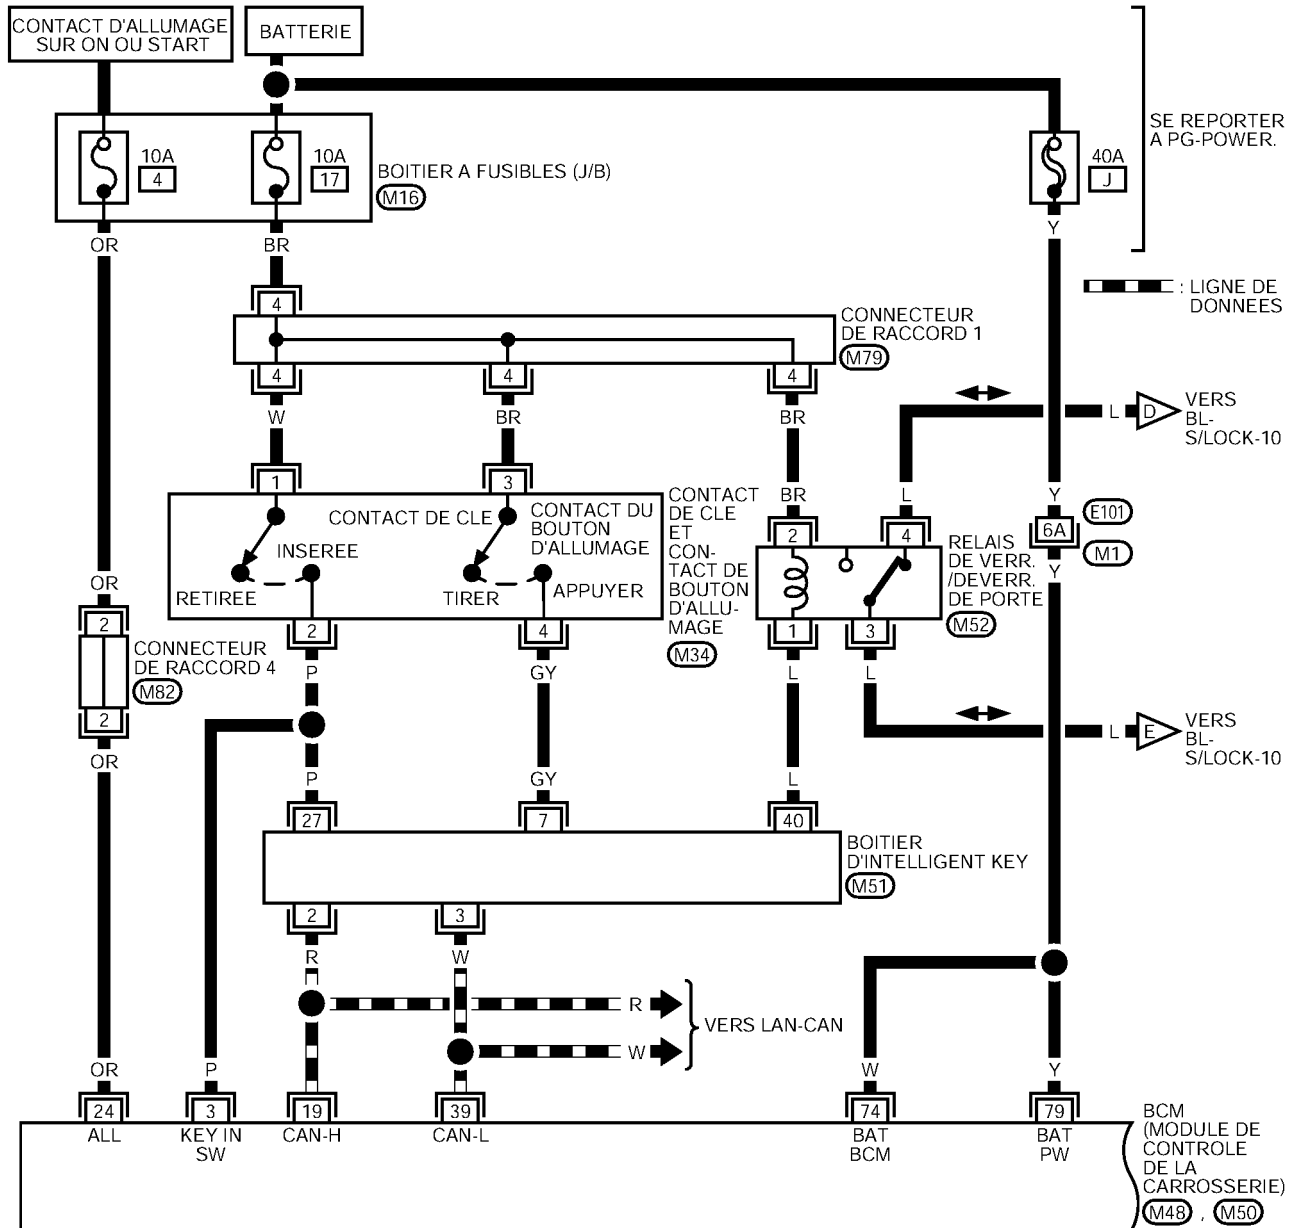 CONTACT D'ALLUMAGE
SUR ON OU START
BATTERIE
10A
4
10A
17
BOITIER A FUSIBLES (J/B)
M16
40A
J
SE REPORTER
A PG-POWER.
OR
BR
Y
: LIGNE DE
DONNEES
4
CONNECTEUR
DE RACCORD 1
M79
4
4
4
W
BR
BR
L
D
VERS
BL-
S/LOCK-10
1
3
BR
L
Y
CONTACT DE CLE
INSEREE
RETIREE
CONTACT DU
BOUTON
D'ALLUMAGE
TIRER
APPUYER
CONTACT
DE CLE
ET
CON-
TACT DE
BOUTON
D'ALLU-
MAGE
M34
2
4
RELAIS
DE VERR.
/DEVERR.
DE PORTE
M52
6A
E101
M1
Y
OR
2
CONNECTEUR
DE RACCORD 4
M82
2
OR
2
4
1
3
P
GY
L
L
L
E
VERS
BL-
S/LOCK-10
P
GY
L
27
7
40
BOITIER
D'INTELLIGENT KEY
M51
2
3
R
W
R
W
VERS LAN-CAN
OR
P
W
Y
24
3
19
39
74
79
ALL
KEY IN
SW
CAN-H
CAN-L
BAT
BCM
BAT
PW
BCM
(MODULE DE
CONTROLE
DE LA
CARROSSERIE)
M48 , M50